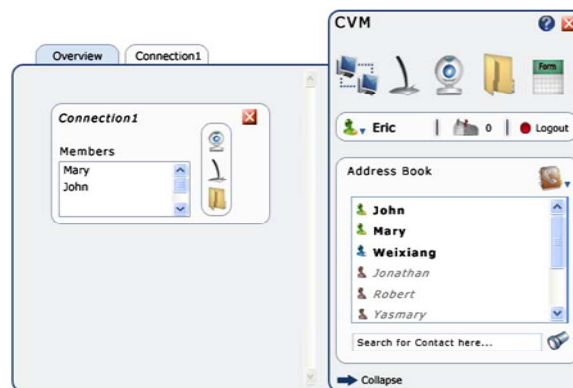 Overview
Connection1
Connection1
Members
Mary
John
CVM
?
Form
Eric
0
Logout
Address Book
John
Mary
Weixiang
Jonathan
Robert
Yasmary
Search for Contact here...
Collapse